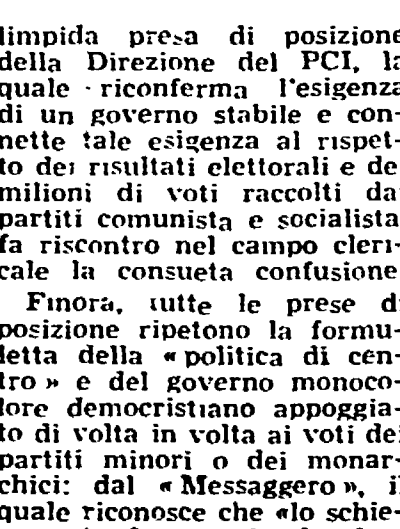 limpida presa di posizione
della Direzione del PCI, la
quale riconferma l'esigenza
di un governo stabile e con-
nette tale esigenza al rispet-
to dei risultati elettorali e de
milioni di voti raccolti da
partiti comunista e socialista
fa riscontro nel campo cleri-
cale la consueta confusione
Finora, tutte le prese di
posizione ripetono la formu-
letta della « politica di cen-
tro » e del governo monoco-
lore democristiano appoggia-
to di volta in volta ai voti dei
partiti minori o dei monar-
chici: dal « Messaggero », il
quale riconosce che «lo schie-